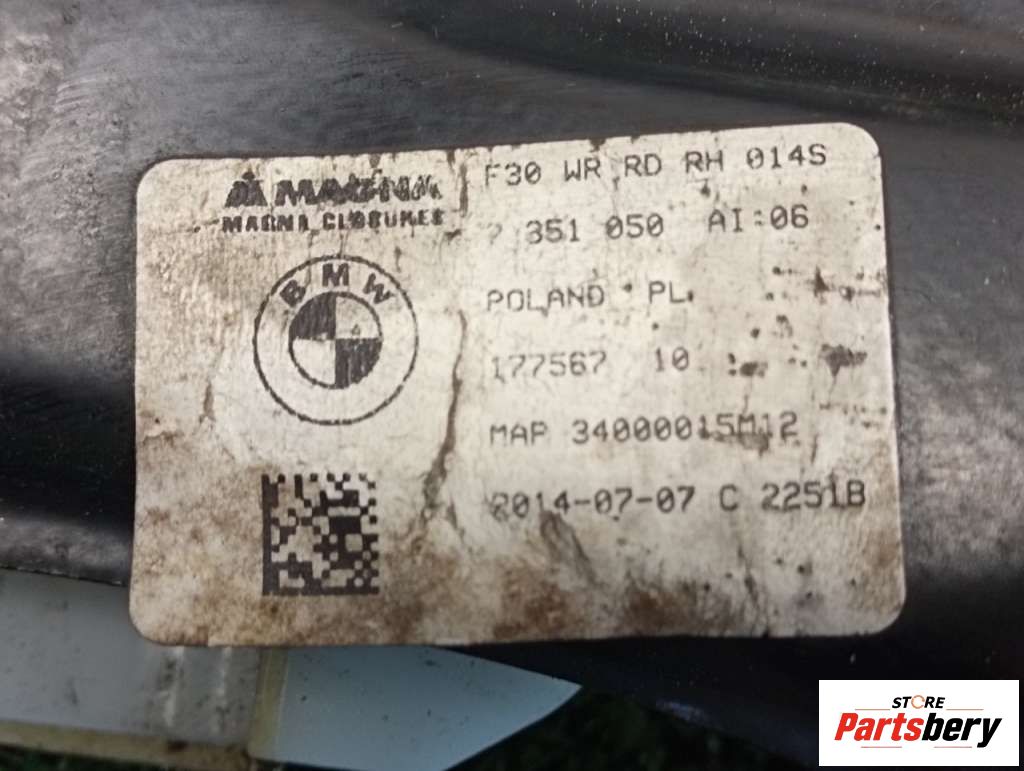 MAGNA
MAGNA CLOSURES
BMW
F30 WR RD RH 014S
7 351 050 AI:06
POLAND PL
177567 10
MAP 34000015M12
2014-07-07 C 2251B
STORE
Partsbery